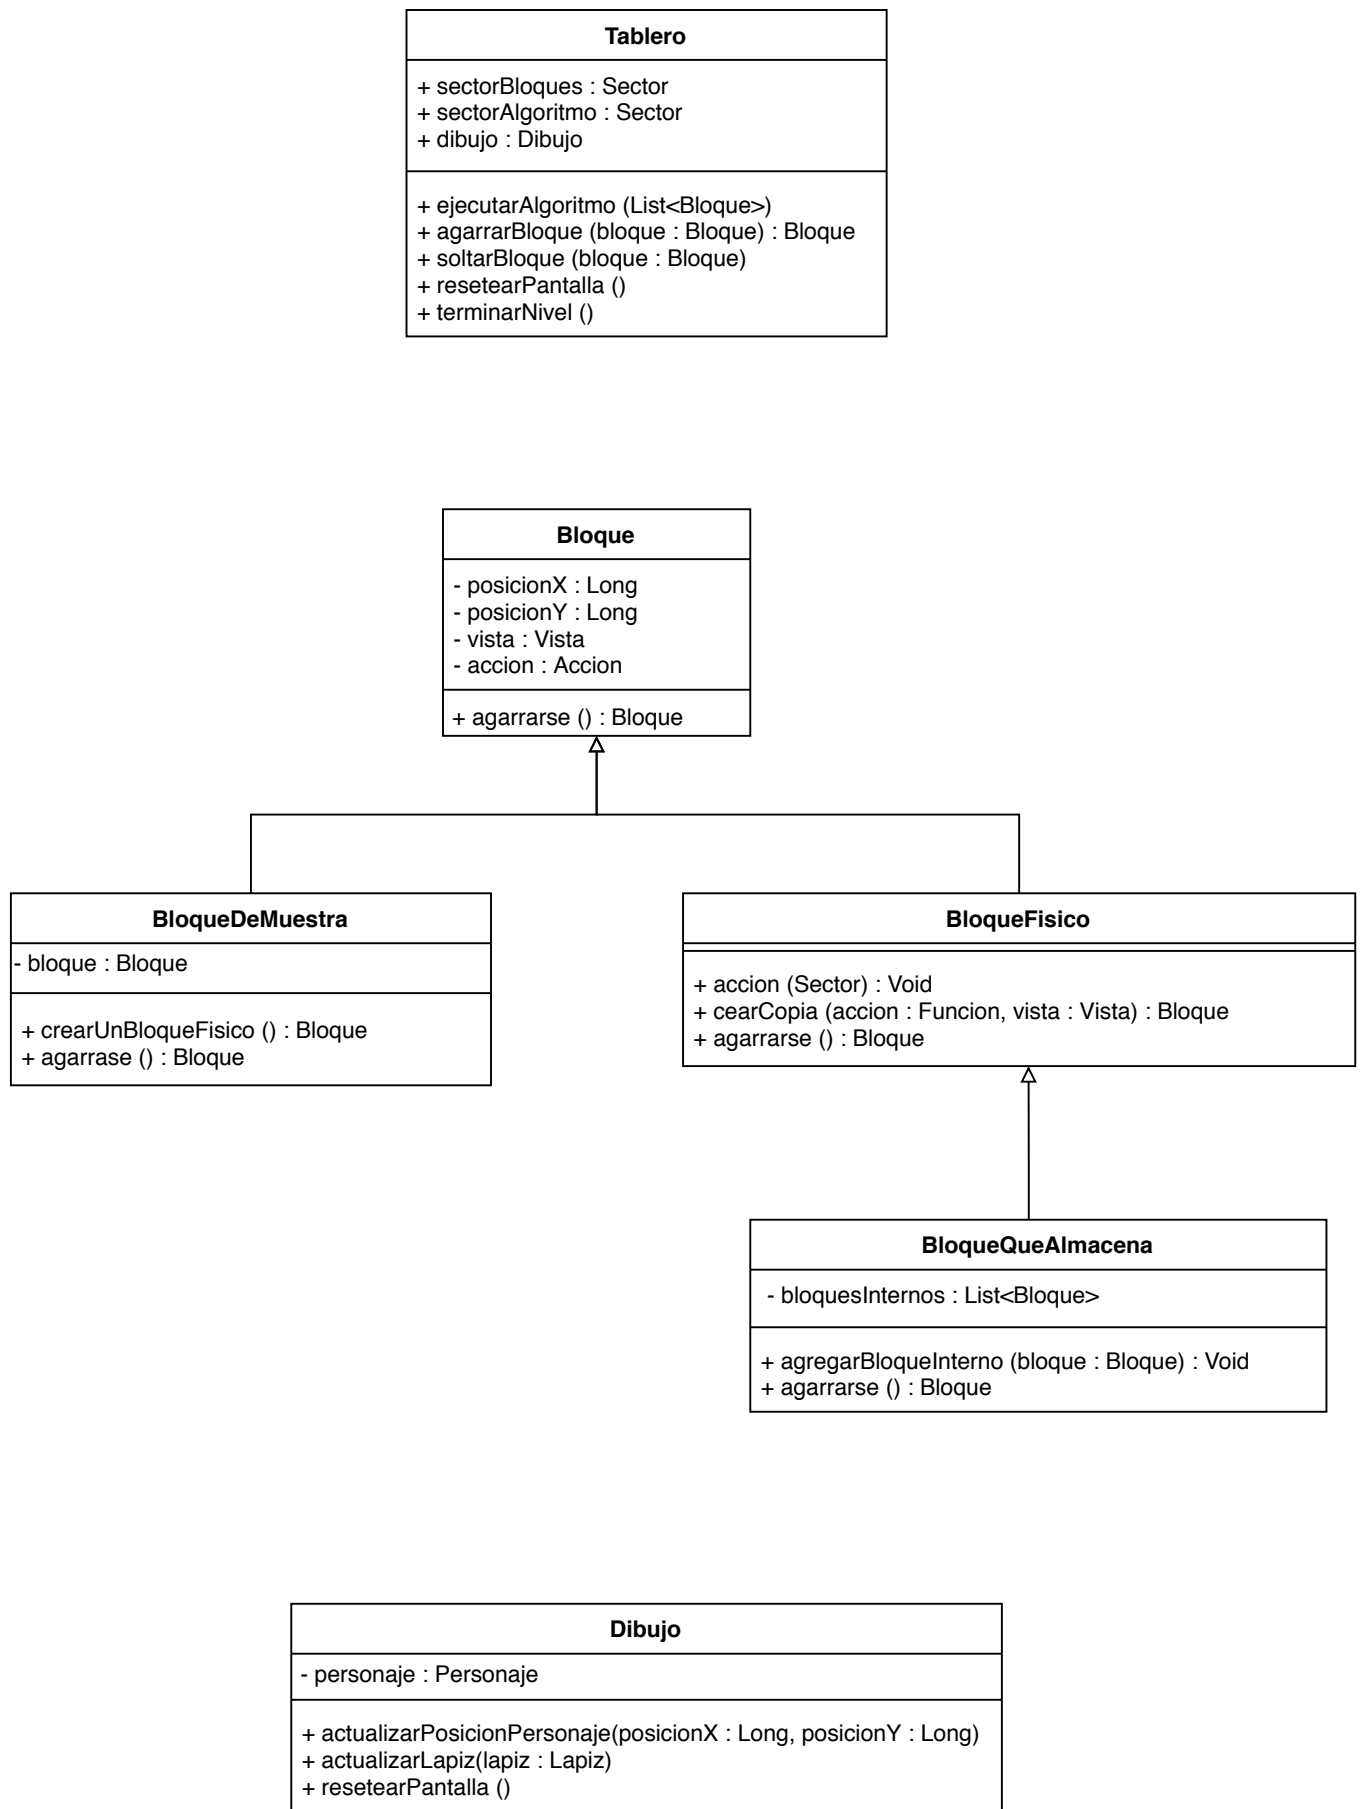 Tablero
+ sectorBloques : Sector
+ sectorAlgoritmo : Sector
+ dibujo : Dibujo
+ ejecutarAlgoritmo (List<Bloque>)
+ agarrarBloque (bloque : Bloque) : Bloque
+ soltarBloque (bloque : Bloque)
+ resetearPantalla ()
+ terminarNivel ()
Bloque
- posicionX : Long
- posicionY : Long
- vista : Vista
- accion : Accion
+ agarrarse () : Bloque
BloqueDeMuestra
- bloque : Bloque
+ crearUnBloqueFisico () : Bloque
+ agarrase () : Bloque
BloqueFisico
+ accion (Sector) : Void
+ cearCopia (accion : Funcion, vista : Vista) : Bloque
+ agarrarse () : Bloque
BloqueQueAlmacena
- bloquesInternos : List<Bloque>
+ agregarBloqueInterno (bloque : Bloque) : Void
+ agarrarse () : Bloque
Dibujo
- personaje : Personaje
+ actualizarPosicionPersonaje(posicionX : Long, posicionY : Long)
+ actualizarLapiz(lapiz : Lapiz)
+ resetearPantalla ()